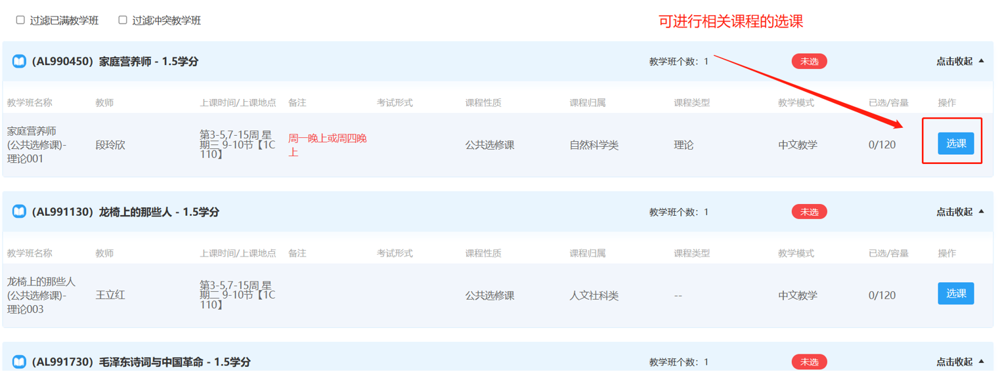 过滤已满教学班 过滤冲突教学班 可进行相关课程的选课
(AL990450) 家庭营养师 - 1.5学分 教学班个数: 1 未选 点击收起
教学班名称 教师 上课时间/上课地点 备注 考试形式 课程性质 课程归属 课程类型 教学模式 已选/容量 操作
家庭营养师
(公共选修课)-
理论001
段玲欣
第3-5,7-15周 星
期三 9-10节【1C
110】
周一晚上或周四晚
上
公共选修课 自然科学类 理论 中文教学 0/120 选课
(AL991130) 龙椅上的那些人 - 1.5学分 教学班个数: 1 未选 点击收起
教学班名称 教师 上课时间/上课地点 备注 考试形式 课程性质 课程归属 课程类型 教学模式 已选/容量 操作
龙椅上的那些人
(公共选修课)-
理论003
王立红
第3-5,7-15周 星
期二 9-10节【1C
110】
公共选修课 人文社科类 -- 中文教学 0/120 选课
(AL991730) 毛泽东诗词与中国革命 - 1.5学分 教学班个数: 1 未选 点击收起